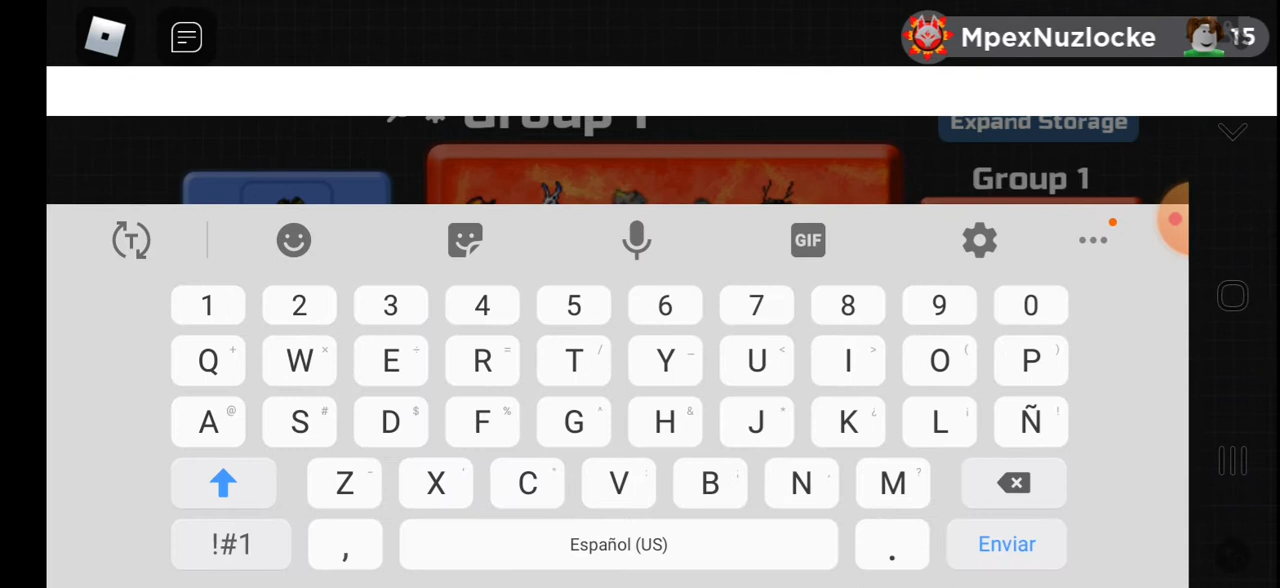 MpexNuzlocke 15
Group 1
Expand Storage
Group 1
T GIF
1 2 3 4 5 6 7 8 9 0
Q + W × E ÷ R = T / Y _ U < I > O ( P )
A @ S # D $ F % G ^ H & J * K ¿ L ¡ Ñ !
Z - X ' C " V : B ; N , M ?
!#1 , Español (US) . Enviar